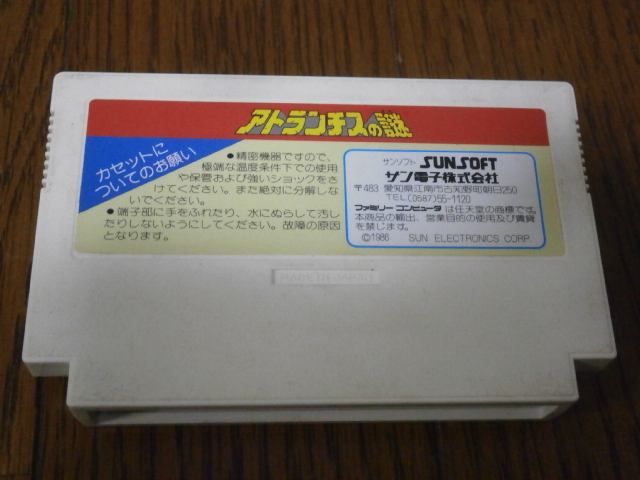 アトランチスの謎
カセットに
ついてのお願い
●精密機器ですので、
極端な温度条件下での使用
や保管および強いショックをさ
けてください。また絶対に分解しな
いでください。
●端子部に手をふれたり、水にぬらして汚し
たりしないようにしてください。故障の原因
となります。
サンソフト SUNSOFT
サン電子株式会社
〒483 愛知県江南市古知野町朝日250
TEL(0587)55-1120
ファミリーコンピュータは任天堂の商標です。
本商品の輸出、営業目的の使用及び賃貸
を禁じます。
©1986 SUN ELECTRONICS CORP.
MADE IN JAPAN